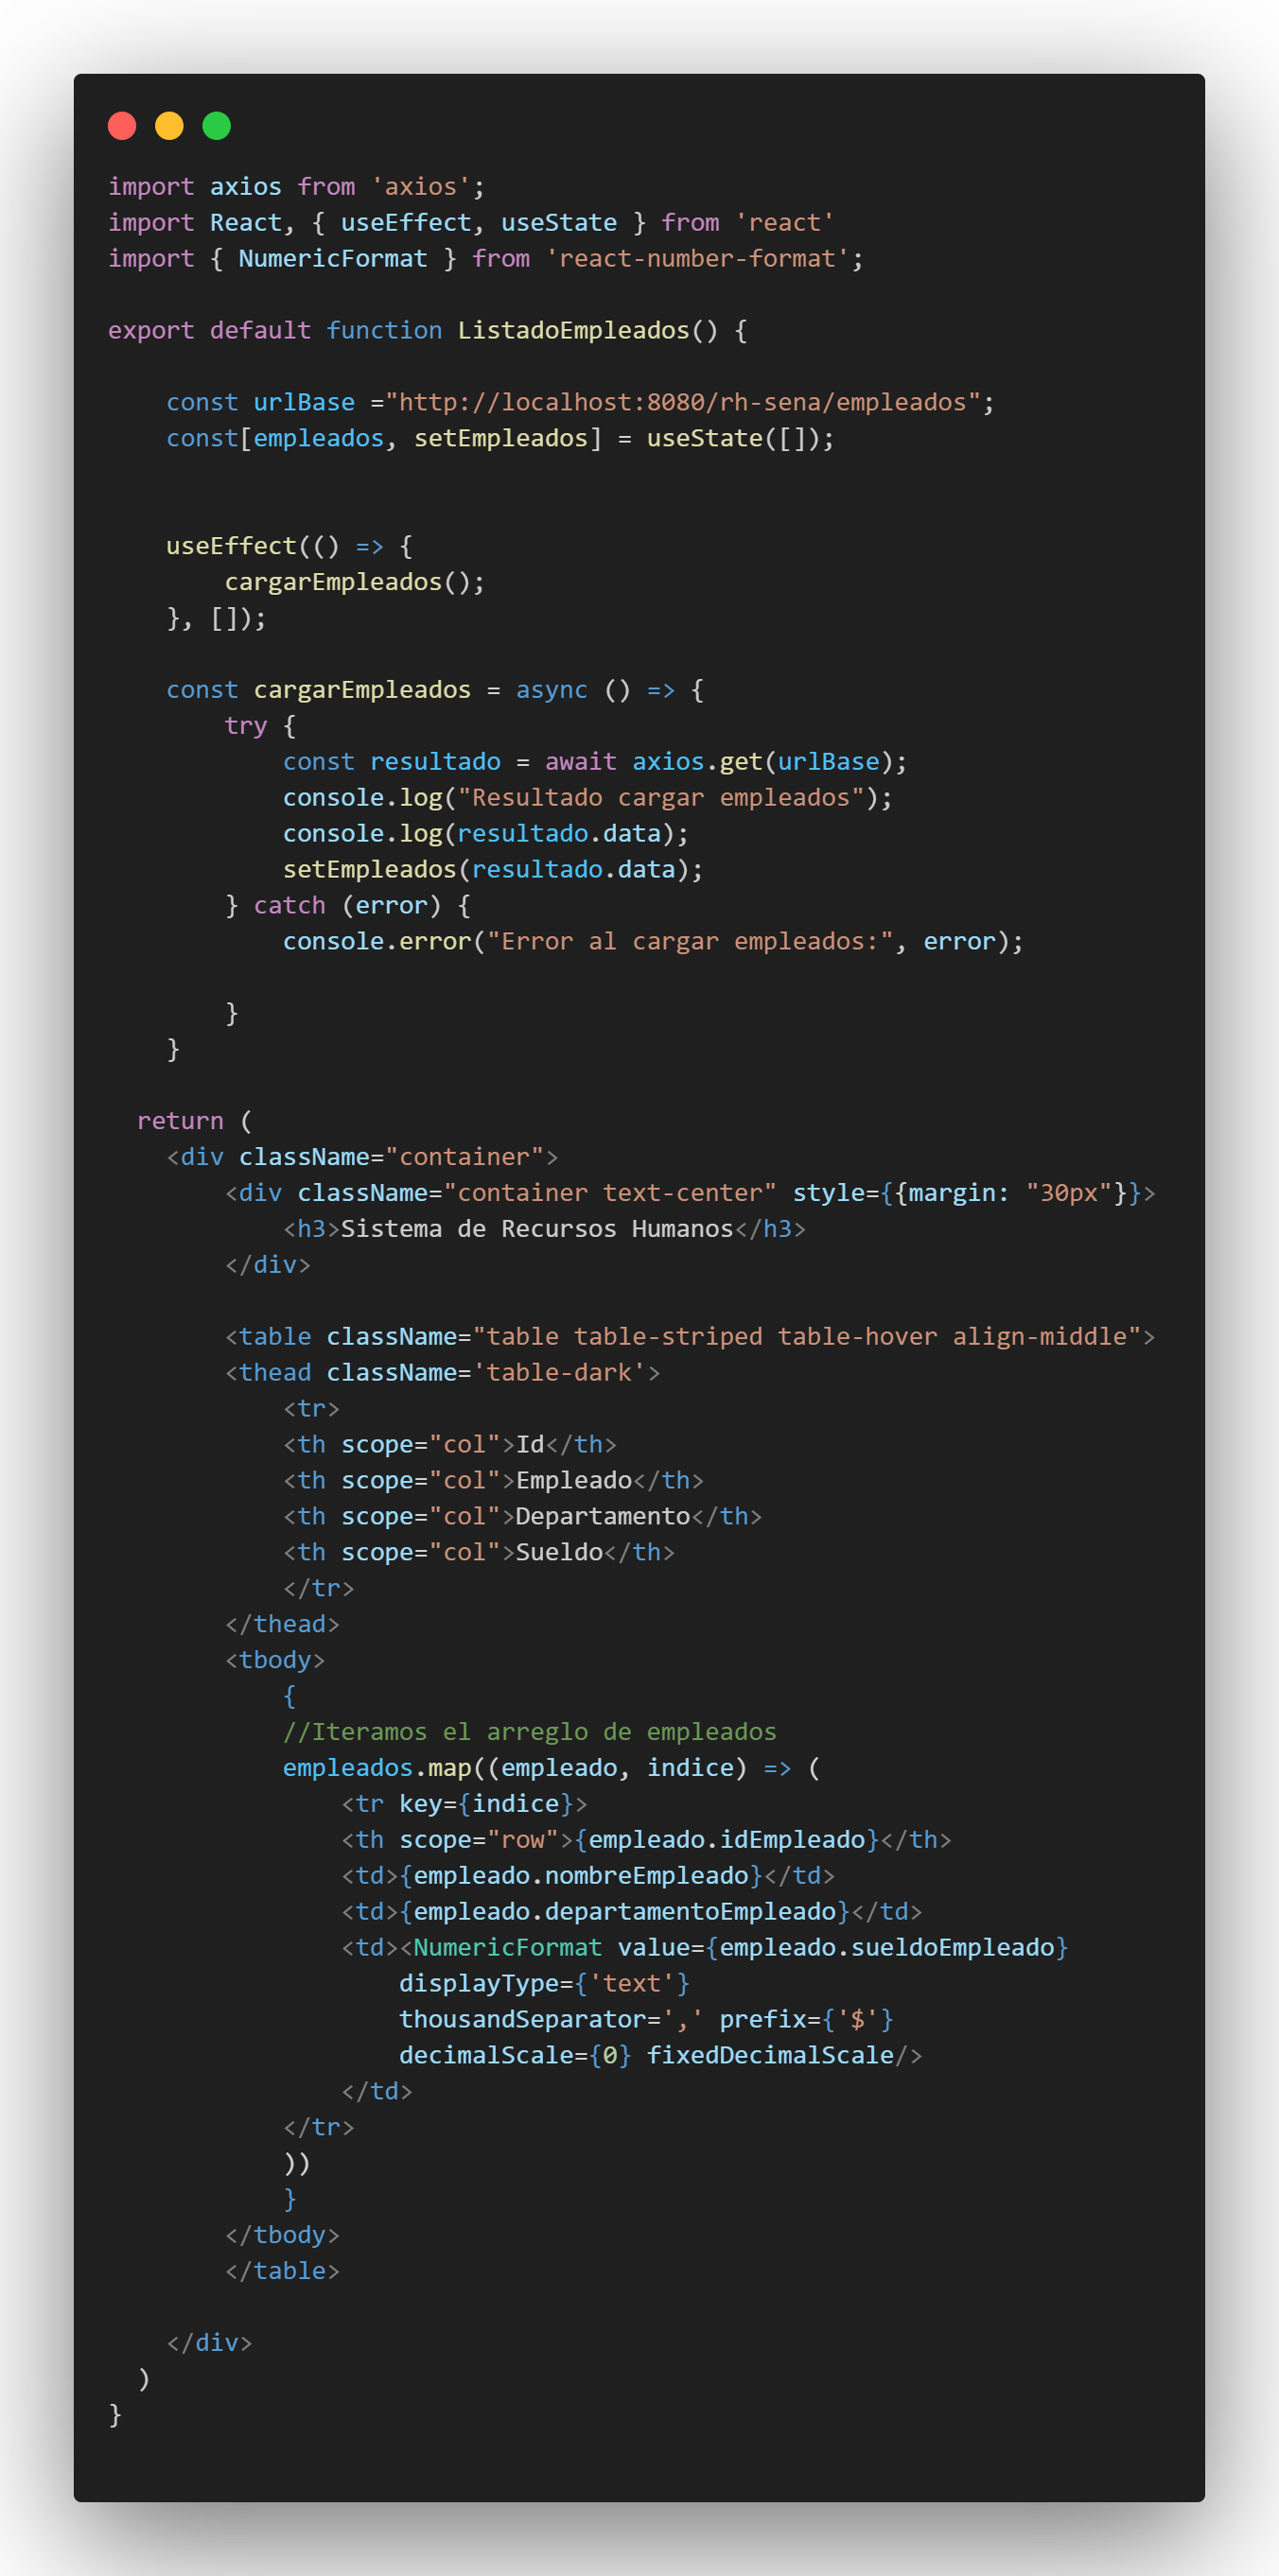 import axios from 'axios';
import React, { useEffect, useState } from 'react'
import { NumericFormat } from 'react-number-format';
export default function ListadoEmpleados() {
    const urlBase ="http://localhost:8080/rh-sena/empleados";
    const[empleados, setEmpleados] = useState([]);
    useEffect(() => {
        cargarEmpleados();
    }, []);
    const cargarEmpleados = async () => {
        try {
            const resultado = await axios.get(urlBase);
            console.log("Resultado cargar empleados");
            console.log(resultado.data);
            setEmpleados(resultado.data);
        } catch (error) {
            console.error("Error al cargar empleados:", error);
        }
    }
  return (
    <div className="container">
        <div className="container text-center" style={{margin: "30px"}}>
            <h3>Sistema de Recursos Humanos</h3>
        </div>
        <table className="table table-striped table-hover align-middle">
        <thead className='table-dark'>
            <tr>
            <th scope="col">Id</th>
            <th scope="col">Empleado</th>
            <th scope="col">Departamento</th>
            <th scope="col">Sueldo</th>
            </tr>
        </thead>
        <tbody>
            {
            //Iteramos el arreglo de empleados
            empleados.map((empleado, indice) => (
                <tr key={indice}>
                <th scope="row">{empleado.idEmpleado}</th>
                <td>{empleado.nombreEmpleado}</td>
                <td>{empleado.departamentoEmpleado}</td>
                <td><NumericFormat value={empleado.sueldoEmpleado}
                    displayType={'text'}
                    thousandSeparator=',' prefix={'$'}
                    decimalScale={0} fixedDecimalScale/>
                </td>
            </tr>
            ))
            }
        </tbody>
        </table>
    </div>
  )
}